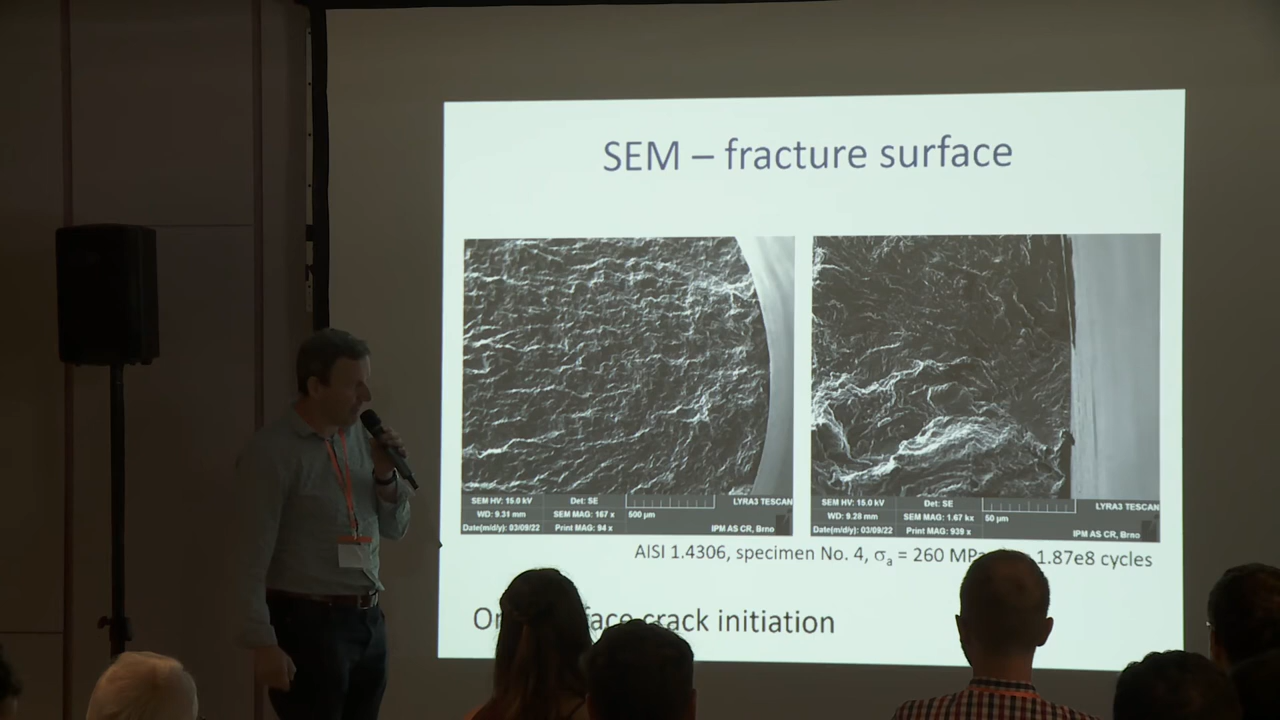 SEM – fracture surface
SEM HV: 15.0 kV Det: SE LYRA3 TESCAN
WD: 9.31 mm SEM MAG: 167 x 500 µm
Date(m/d/y): 03/09/22 Print MAG: 94 x IPM AS CR, Brno
SEM HV: 15.0 kV Det: SE LYRA3 TESCAN
WD: 9.28 mm SEM MAG: 1.67 kx 50 µm
Date(m/d/y): 03/09/22 Print MAG: 939 x IPM AS CR, Brno
AISI 1.4306, specimen No. 4, σa = 260 1.87e8 cycles
crack initiation